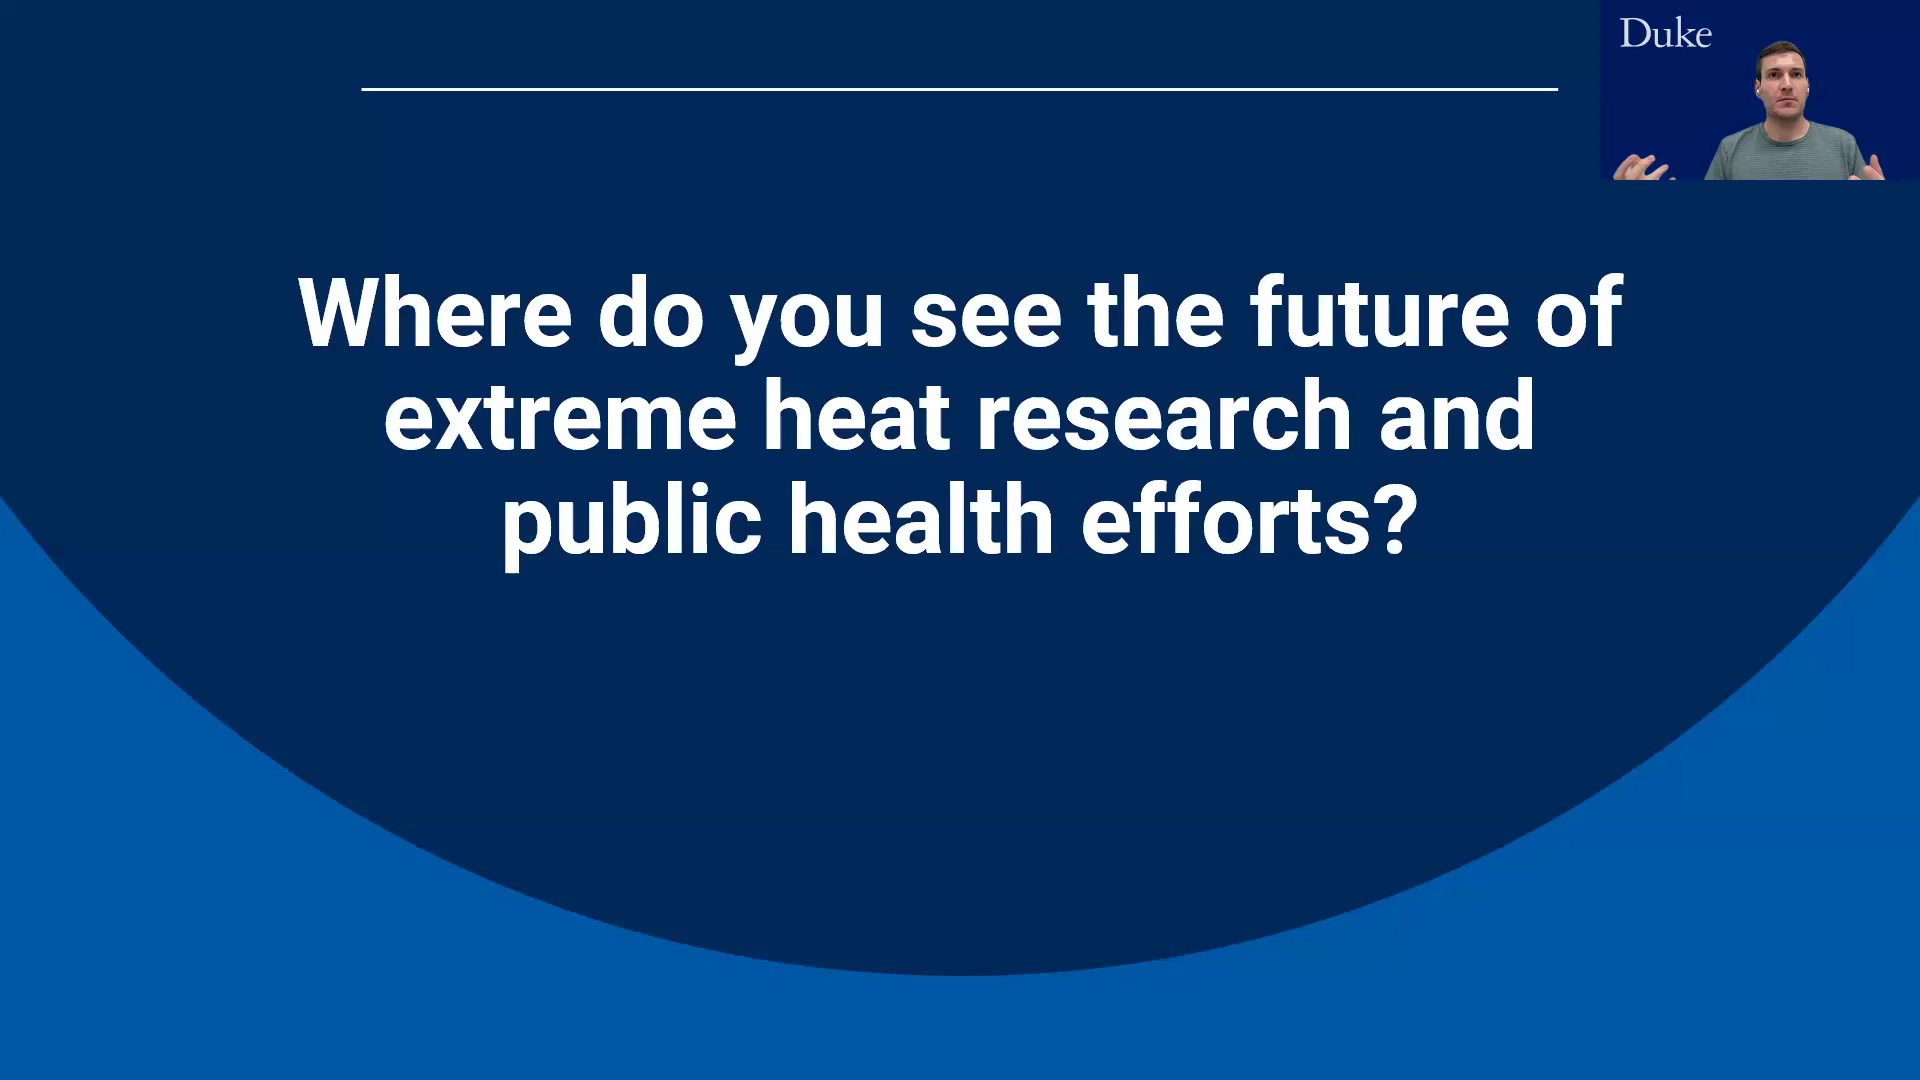 Duke
Where do you see the future of
extreme heat research and
public health efforts?